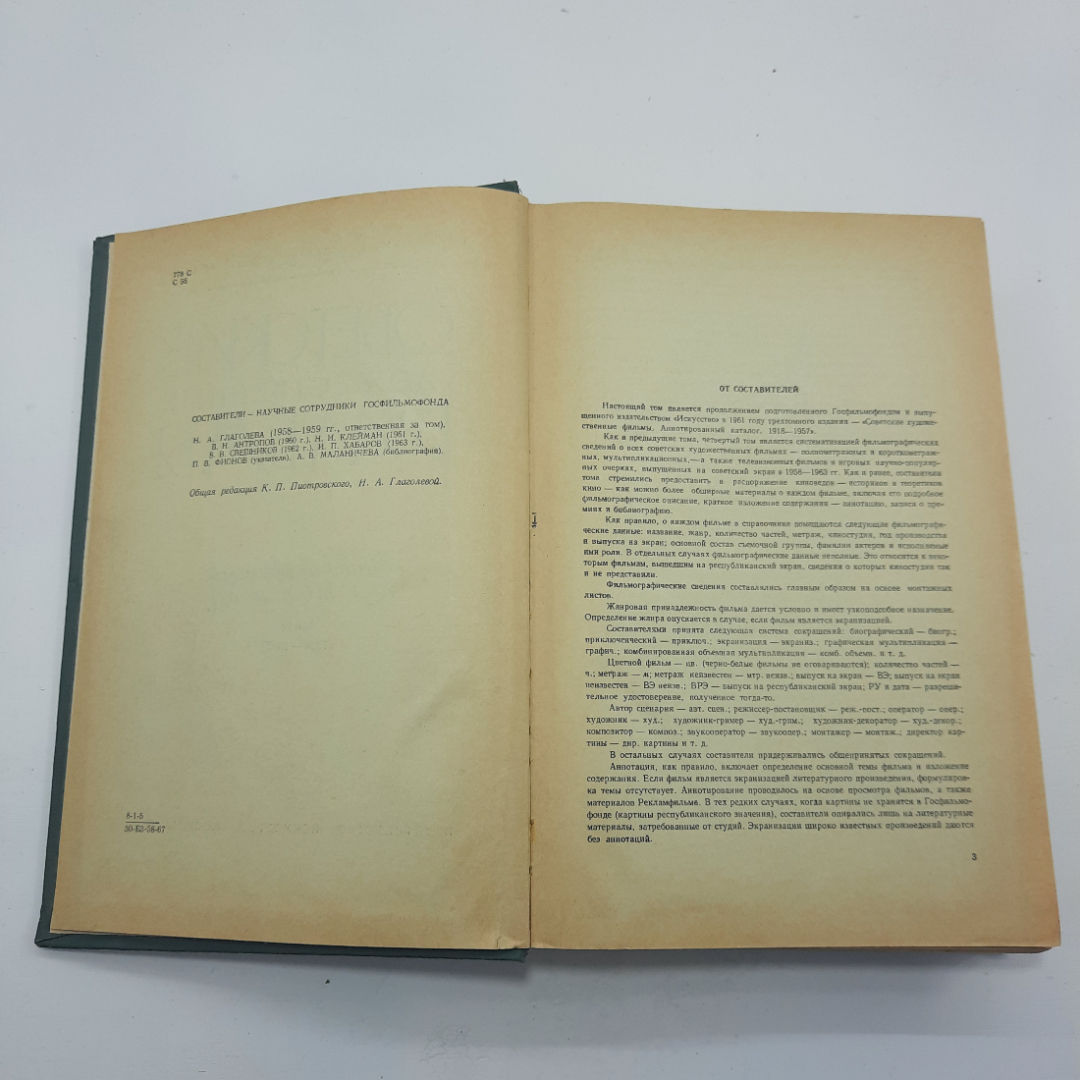 778 С
С 56
СОСТАВИТЕЛИ — НАУЧНЫЕ СОТРУДНИКИ ГОСФИЛЬМОФОНДА
Н. А. ГЛАГОЛЕВА (1958—1959 гг., ответственная за том),
В. Н. АНТРОПОВ (1960 г.), Н. И. КЛЕЙМАН (1961 г.),
В. В. СВЕШНИКОВ (1962 г.), И. П. ХАБАРОВ (1963 г.),
П. В. ФИОНОВ (указатели), А. В. МАЛАНИЧЕВА (библиография).
Общая редакция К. П. Пиотровского, Н. А. Глаголевой.
8-1-5
30-БЗ-58-67
ОТ СОСТАВИТЕЛЕЙ
Настоящий том является продолжением подготовленного Госфильмофондом и выпу-
щенного издательством «Искусство» в 1961 году трехтомного издания — «Советские художе-
ственные фильмы. Аннотированный каталог. 1918—1957».
Как и предыдущие тома, четвертый том является систематизацией фильмографических
сведений о всех советских художественных фильмах — полнометражных и короткометраж-
ных, мультипликационных, — а также телевизионных фильмов и игровых научно-популяр-
ных очерках, выпущенных на советский экран в 1958—1963 гг. Как и ранее, составители
тома стремились предоставить в распоряжение киноведов — историков и теоретиков
кино — как можно более обширные материалы о каждом фильме, включая его подробное
фильмографическое описание, краткое изложение содержания — аннотацию, записи о пре-
миях и библиографию.
Как правило, о каждом фильме в справочнике помещаются следующие фильмографи-
ческие данные: название, жанр, количество частей, метраж, киностудия, год производства
и выпуска на экран; основной состав съемочной группы, фамилии актеров и исполняемые
ими роли. В отдельных случаях фильмографические данные неполные. Это относится к неко-
торым фильмам, вышедшим на республиканский экран, сведения о которых киностудии так
и не представили.
Фильмографические сведения составлялись главным образом на основе монтажных
листов.
Жанровая принадлежность фильма дается условно и имеет узкоподсобное назначение.
Определение жанра опускается в случае, если фильм является экранизацией.
Составителями принята следующая система сокращений: биографический — биогр.;
приключенческий — приключ.; экранизация — экраниз.; графическая мультипликация —
графич.; комбинированная объемная мультипликация — комб. объемн. и т. д.
Цветной фильм — цв. (черно-белые фильмы не оговариваются); количество частей —
ч.; метраж — м; метраж неизвестен — мтр. неизв.; выпуск на экран — ВЭ; выпуск на экран
неизвестен — ВЭ неизв.; ВРЭ — выпуск на республиканский экран; РУ и дата — разреши-
тельное удостоверение, полученное тогда-то.
Автор сценария — авт. сцен.; режиссер-постановщик — реж.-пост.; оператор — опер.;
художник — худ.; художник-гример — худ.-грим.; художник-декоратор — худ.-декор.;
композитор — композ.; звукооператор — звукоопер.; монтажер — монтаж.; директор кар-
тины — дир. картины и т. д.
В остальных случаях составители придерживались общепринятых сокращений.
Аннотация, как правило, включает определение основной темы фильма и изложение
содержания. Если фильм является экранизацией литературного произведения, формулиров-
ка темы отсутствует. Аннотирование проводилось на основе просмотра фильмов, а также
материалов Рекламфильма. В тех редких случаях, когда картины не хранятся в Госфильмо-
фонде (картины республиканского значения), составители опирались лишь на литературные
материалы, затребованные от студий. Экранизации широко известных произведений даются
без аннотаций.
3